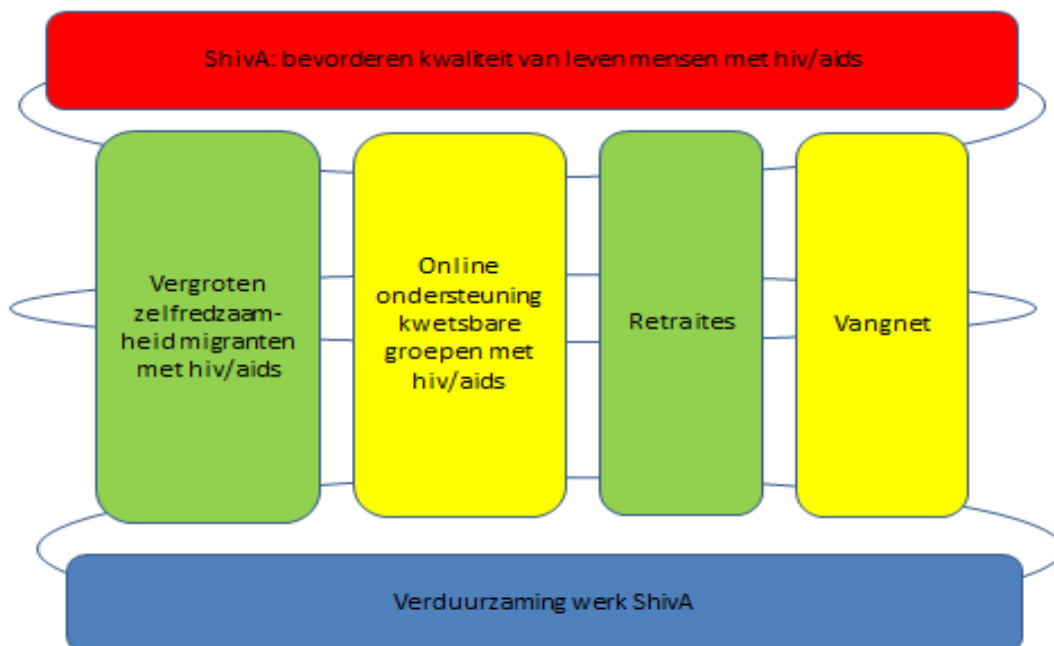 ShivA: bevorderen kwaliteit van leven mensen met hiv/aids
Vergroten
zelfredzaam-
heid migranten
met hiv/aids
Online
ondersteuning
kwetsbare
groepen met
hiv/aids
Retraites
Vangnet
Verduurzaming werk ShivA